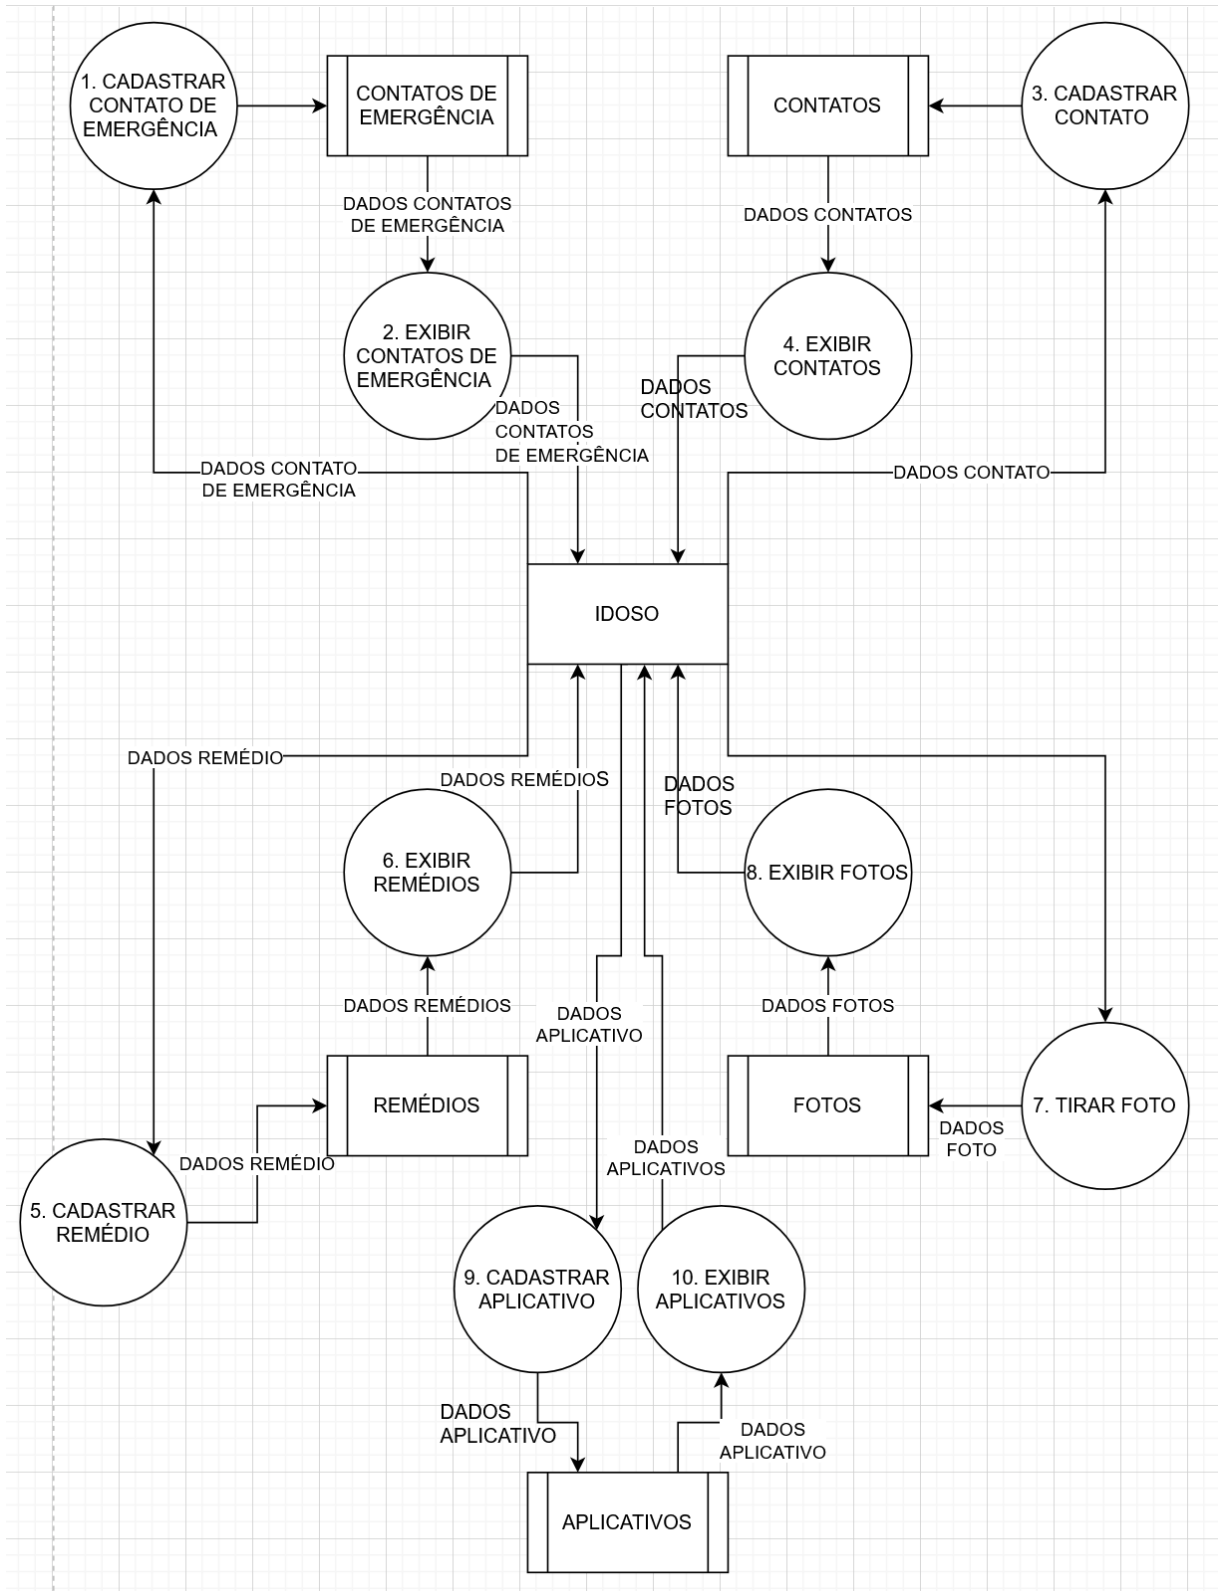 1. CADASTRAR
CONTATO DE
EMERGÊNCIA
CONTATOS DE
EMERGÊNCIA
CONTATOS
3. CADASTRAR
CONTATO
DADOS CONTATOS
DE EMERGÊNCIA
DADOS CONTATOS
2. EXIBIR
CONTATOS DE
EMERGÊNCIA
4. EXIBIR
CONTATOS
DADOS
CONTATOS
DE EMERGÊNCIA
DADOS
CONTATOS
DADOS CONTATO
DE EMERGÊNCIA
DADOS CONTATO
IDOSO
DADOS REMÉDIO
DADOS REMÉDIOS
DADOS
FOTOS
6. EXIBIR
REMÉDIOS
8. EXIBIR FOTOS
DADOS REMÉDIOS
DADOS
APLICATIVO
DADOS FOTOS
REMÉDIOS
FOTOS
7. TIRAR FOTO
DADOS
FOTO
DADOS REMÉDIO
DADOS
APLICATIVOS
5. CADASTRAR
REMÉDIO
9. CADASTRAR
APLICATIVO
10. EXIBIR
APLICATIVOS
DADOS
APLICATIVO
DADOS
APLICATIVO
APLICATIVOS